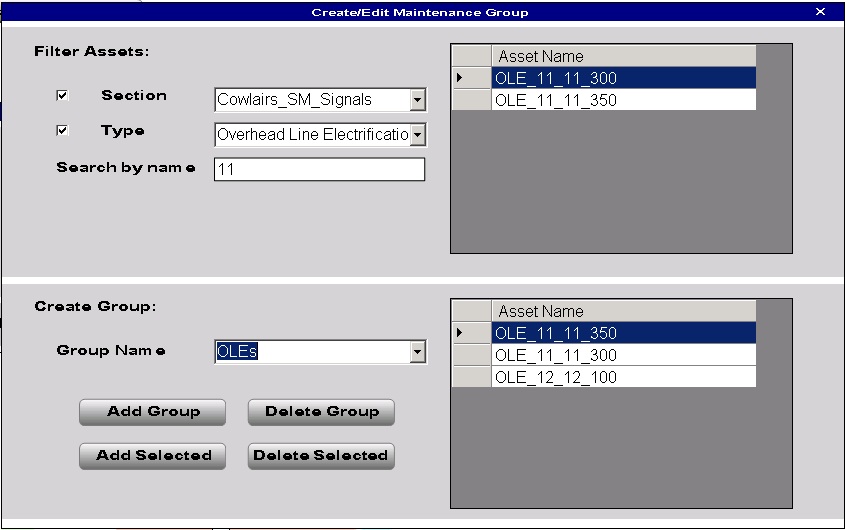 Create/Edit Maintenance Group
Filter Assets:
Section
Cowlairs_SM_Signals
Type
Overhead Line Electrificatio
Search by name
11
Asset Name
OLE_11_11_300
OLE_11_11_350
Create Group:
Group Name
OLEs
Add Group
Delete Group
Add Selected
Delete Selected
Asset Name
OLE_11_11_350
OLE_11_11_300
OLE_12_12_100